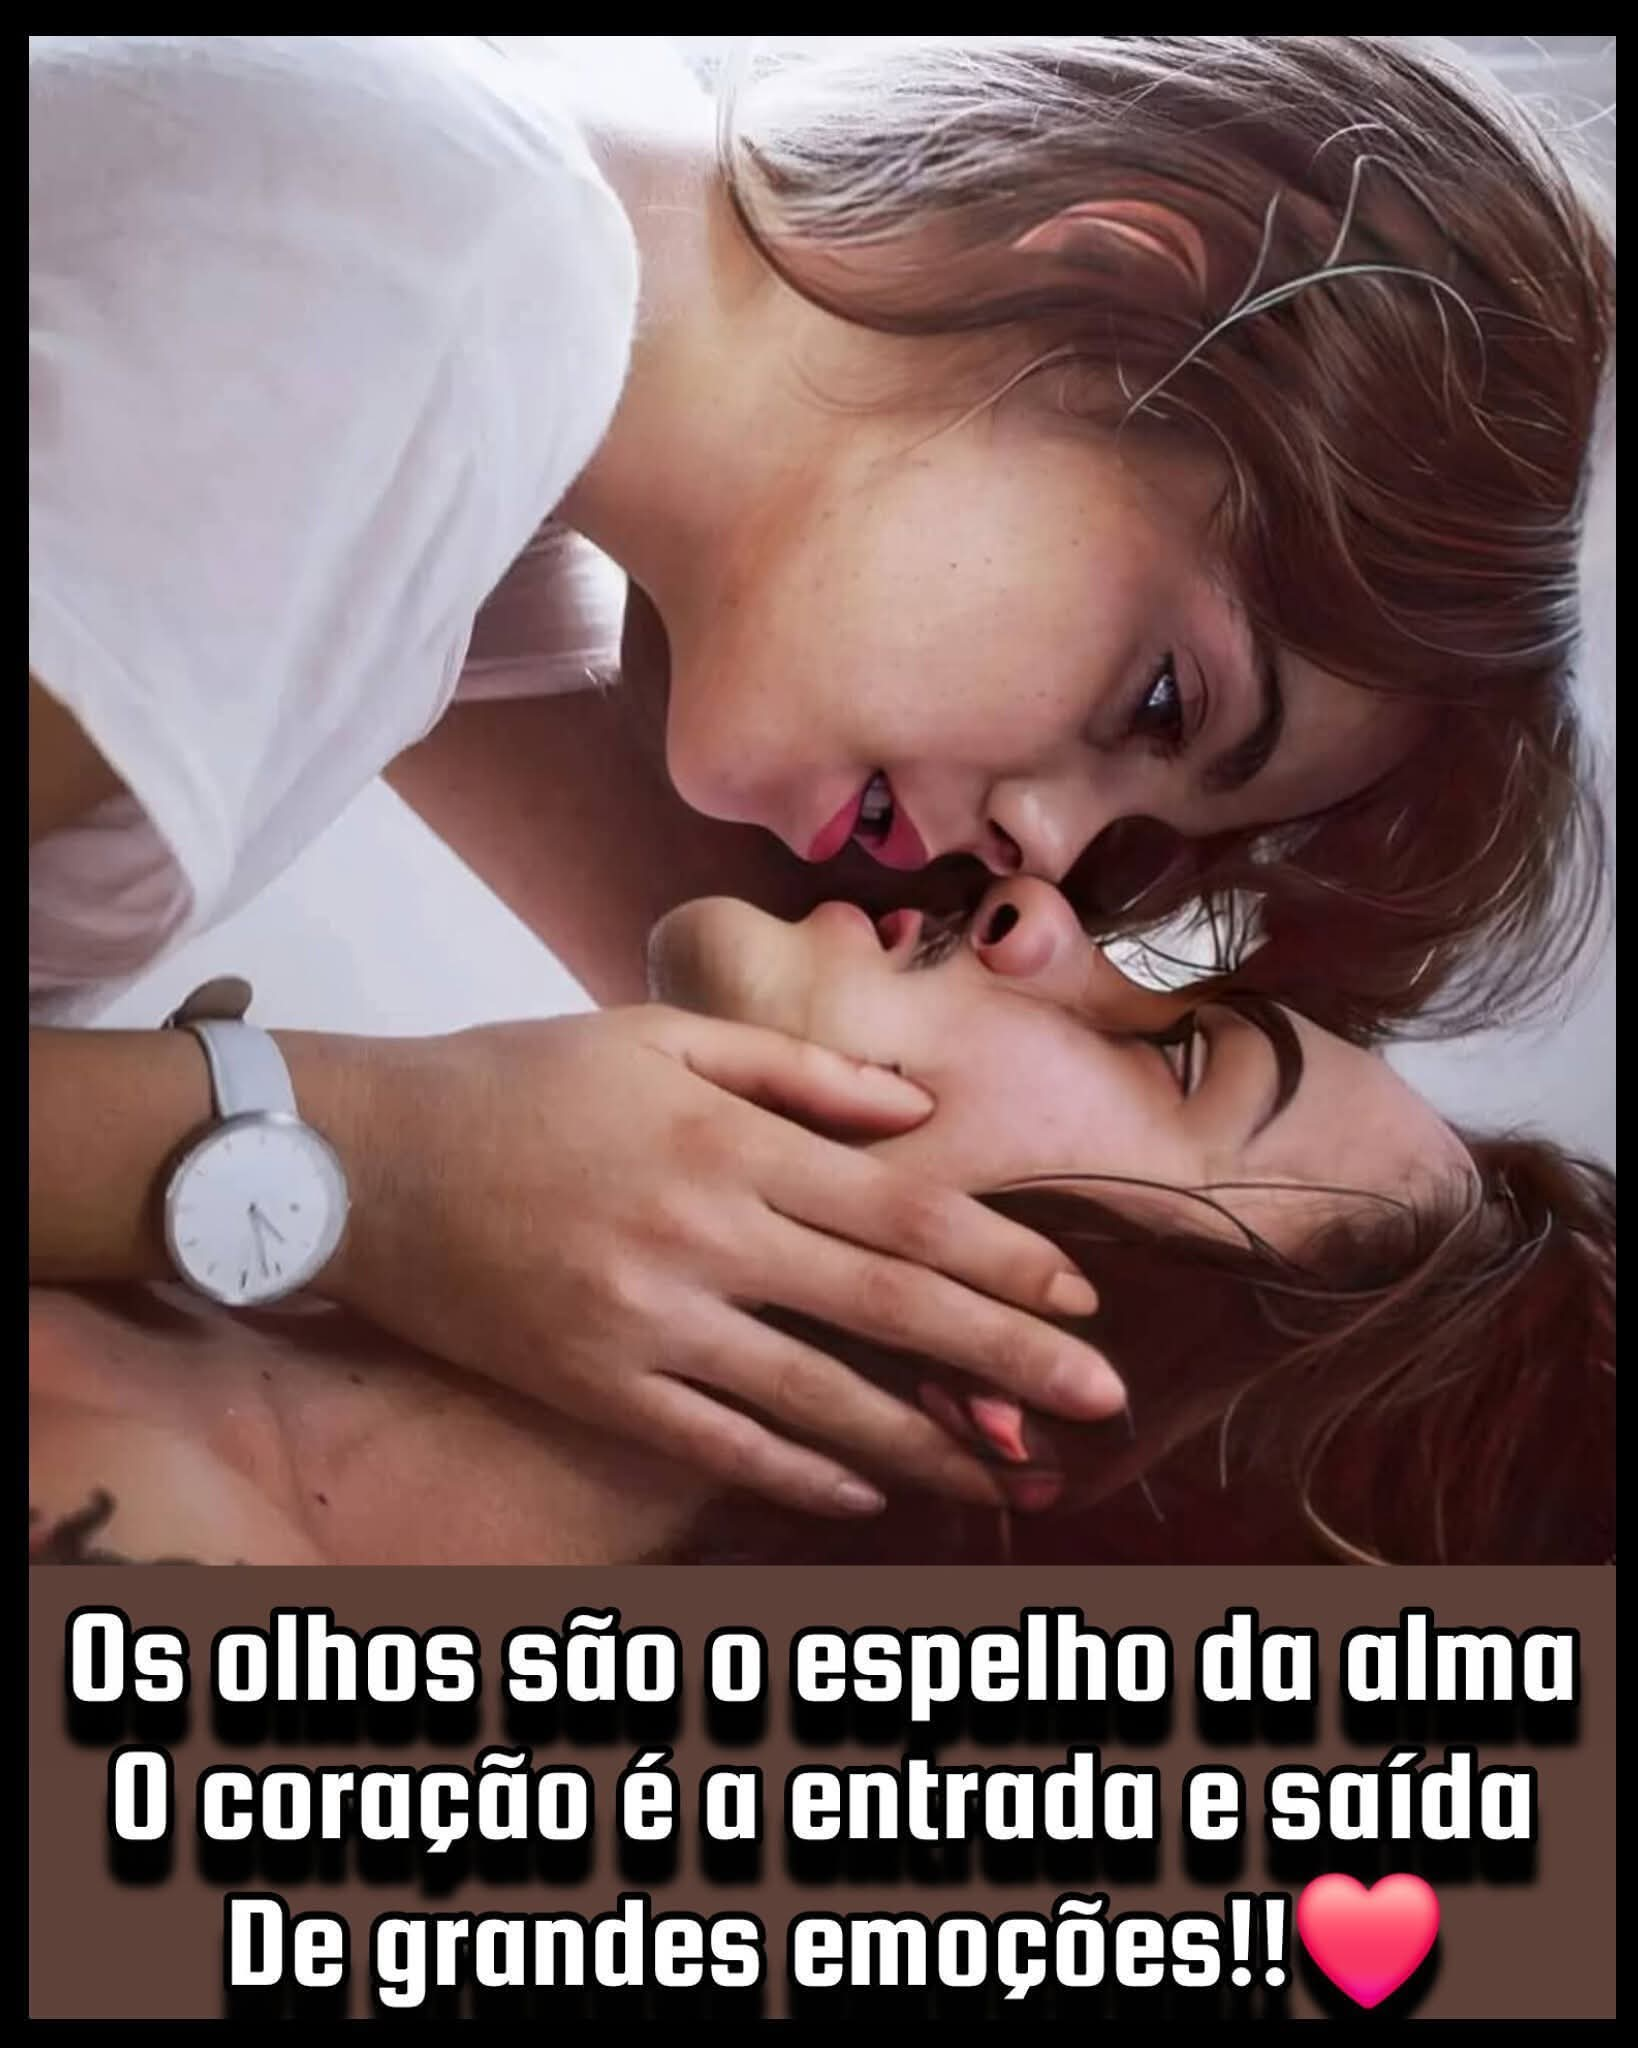 Os olhos são o espelho da alma
O coração é a entrada e saída
De grandes emoções!!❤️